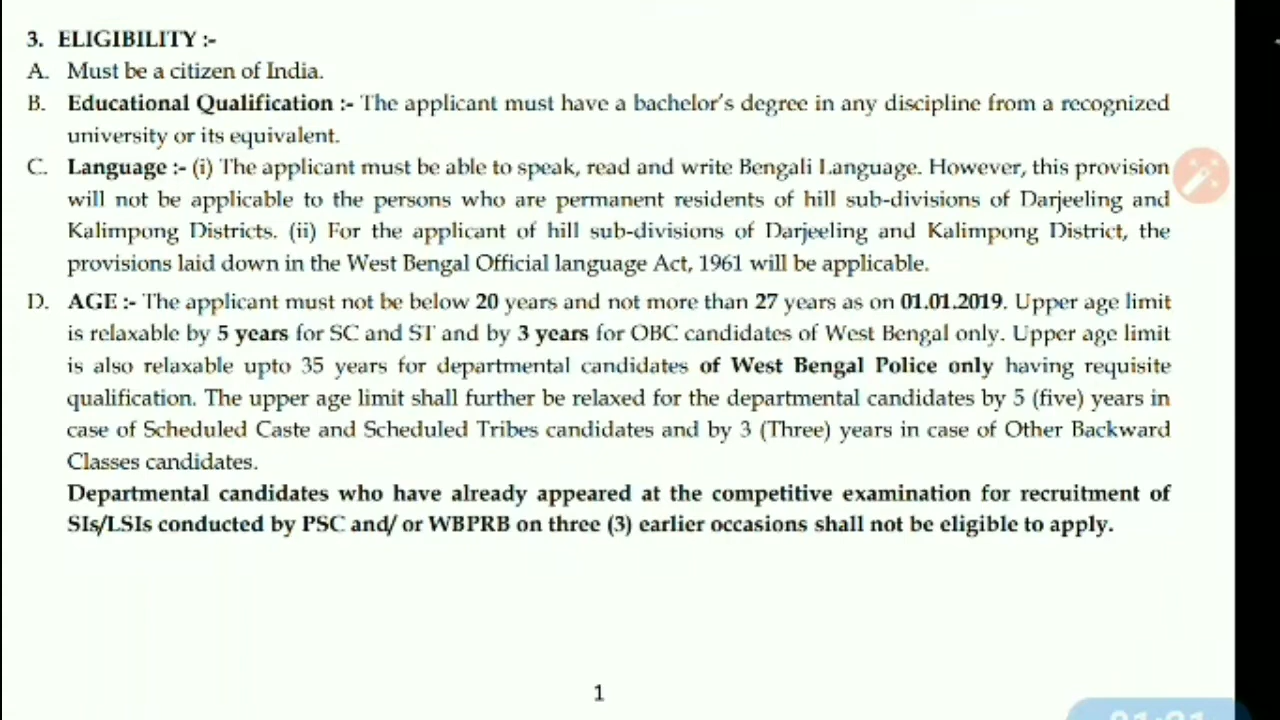 3. ELIGIBILITY :-
A. Must be a citizen of India.
B. Educational Qualification :- The applicant must have a bachelor's degree in any discipline from a recognized
university or its equivalent.
C. Language :- (i) The applicant must be able to speak, read and write Bengali Language. However, this provision
will not be applicable to the persons who are permanent residents of hill sub-divisions of Darjeeling and
Kalimpong Districts. (ii) For the applicant of hill sub-divisions of Darjeeling and Kalimpong District, the
provisions laid down in the West Bengal Official language Act, 1961 will be applicable.
D. AGE :- The applicant must not be below 20 years and not more than 27 years as on 01.01.2019. Upper age limit
is relaxable by 5 years for SC and ST and by 3 years for OBC candidates of West Bengal only. Upper age limit
is also relaxable upto 35 years for departmental candidates of West Bengal Police only having requisite
qualification. The upper age limit shall further be relaxed for the departmental candidates by 5 (five) years in
case of Scheduled Caste and Scheduled Tribes candidates and by 3 (Three) years in case of Other Backward
Classes candidates.
Departmental candidates who have already appeared at the competitive examination for recruitment of
SIs/LSIs conducted by PSC and/ or WBPRB on three (3) earlier occasions shall not be eligible to apply.
1